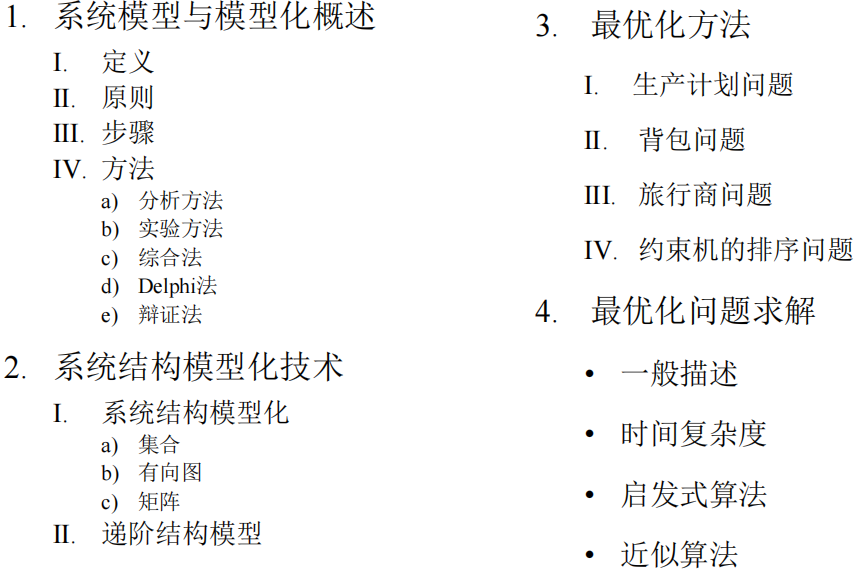 1. 系统模型与模型化概述
I. 定义
II. 原则
III. 步骤
IV. 方法
a) 分析方法
b) 实验方法
c) 综合法
d) Delphi法
e) 辩证法
2. 系统结构模型化技术
I. 系统结构模型化
a) 集合
b) 有向图
c) 矩阵
II. 递阶结构模型
3. 最优化方法
I. 生产计划问题
II. 背包问题
III. 旅行商问题
IV. 约束机的排序问题
4. 最优化问题求解
• 一般描述
• 时间复杂度
• 启发式算法
• 近似算法